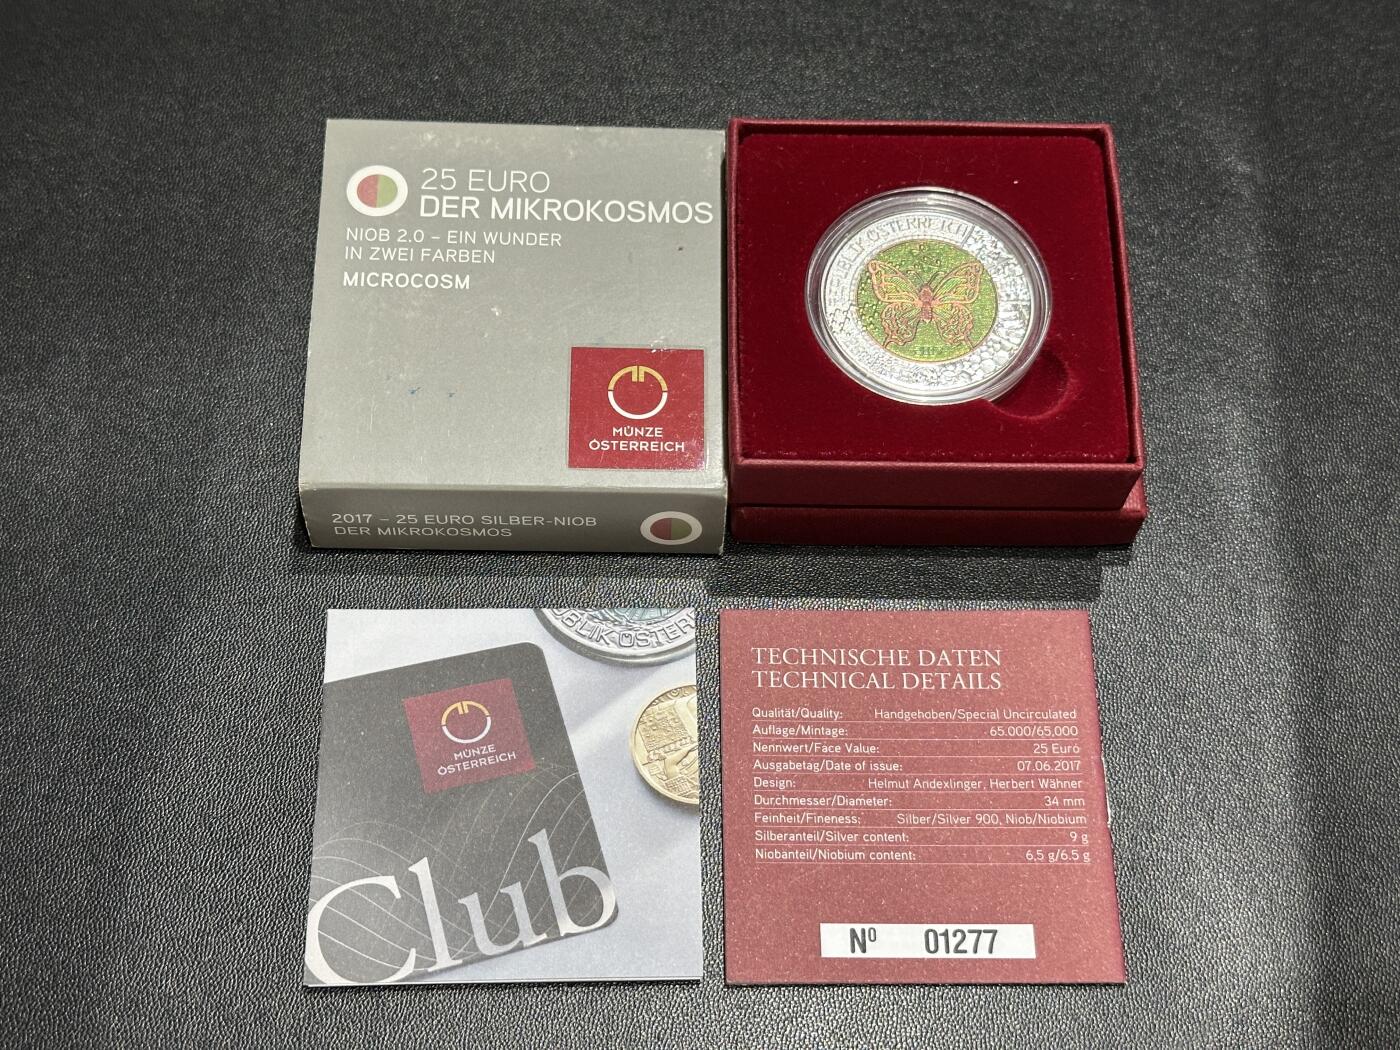 25 EURO
DER MIKROKOSMOS
NIOB 2.0 – EIN WUNDER
IN ZWEI FARBEN
MICROCOSM
MÜNZE
ÖSTERREICH
2017 – 25 EURO SILBER-NIOB
DER MIKROKOSMOS
REPUBLIK ÖSTERREICH
UBLIK ÖSTER
MÜNZE
ÖSTERREICH
Club
TECHNISCHE DATEN
TECHNICAL DETAILS
Qualität/Quality: Handgehoben/Special Uncirculated
Auflage/Mintage: 65.000/65,000
Nennwert/Face Value: 25 Euro
Ausgabetag/Date of issue: 07.06.2017
Design: Helmut Andexlinger, Herbert Wähner
Durchmesser/Diameter: 34 mm
Feinheit/Fineness: Silber/Silver 900, Niob/Niobium
Silberanteil/Silver content: 9 g
Niobanteil/Niobium content: 6,5 g/6.5 g
Nº 01277